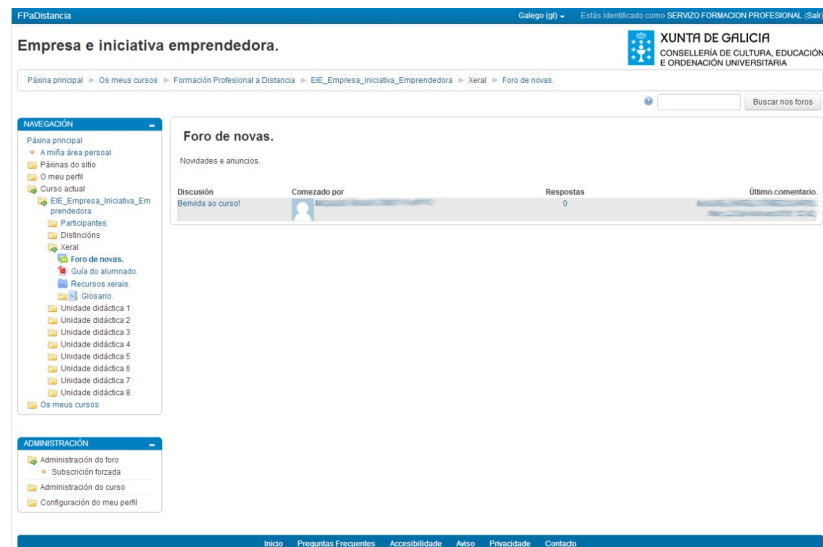 FPaDistancia
Galego (gl)
Estás identificado como SERVIZO FORMACION PROFESIONAL (Saír)
Empresa e iniciativa emprendedora.
XUNTA DE GALICIA
CONSELLERÍA DE CULTURA, EDUCACIÓN
E ORDENACIÓN UNIVERSITARIA
Páxina principal Os meus cursos Formación Profesional a Distancia EIE_Empresa_Iniciativa_Emprendedora Xeral Foro de novas.
Buscar nos foros
NAVEGACIÓN
Páxina principal
A miña área persoal
Páxinas do sitio
O meu perfil
Curso actual
EIE_Empresa_Iniciativa_Em
prendedora
Participantes
Distincións
Xeral
Foro de novas.
Guía do alumnado.
Recursos xerais.
Glosario.
Unidade didáctica 1
Unidade didáctica 2
Unidade didáctica 3
Unidade didáctica 4
Unidade didáctica 5
Unidade didáctica 6
Unidade didáctica 7
Unidade didáctica 8
Os meus cursos
Foro de novas.
Novidades e anuncios.
Discusión Comezado por Respostas Último comentario.
Benvida ao curso! 0
ADMINISTRACIÓN
Administración do foro
Subscrición forzada
Administración do curso
Configuración do meu perfil
Inicio Preguntas Frecuentes Accesibilidade Aviso Privacidade Contacto